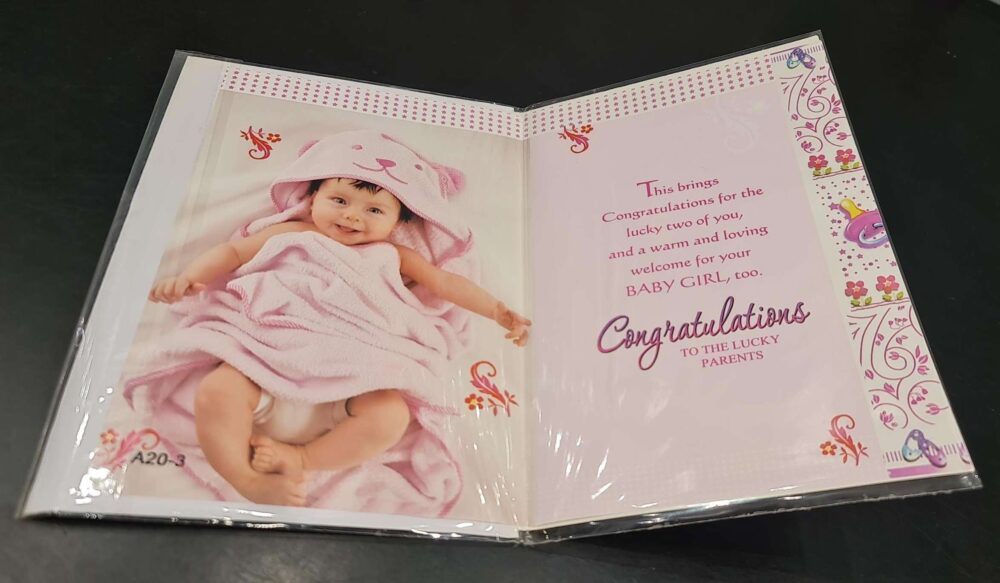 A20-3
This brings
Congratulations for the
lucky two of you,
and a warm and loving
welcome for your
BABY GIRL, too.
Congratulations
TO THE LUCKY
PARENTS